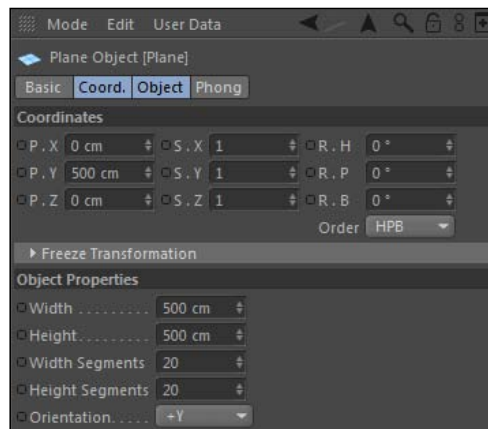 Mode Edit User Data
Plane Object [Plane]
Basic Coord. Object Phong
Coordinates
P . X 0 cm S . X 1 R . H 0 °
P . Y 500 cm S . Y 1 R . P 0 °
P . Z 0 cm S . Z 1 R . B 0 °
Order HPB
Freeze Transformation
Object Properties
Width . . . . . . . . . 500 cm
Height. . . . . . . . . 500 cm
Width Segments 20
Height Segments 20
Orientation. . . . . +Y